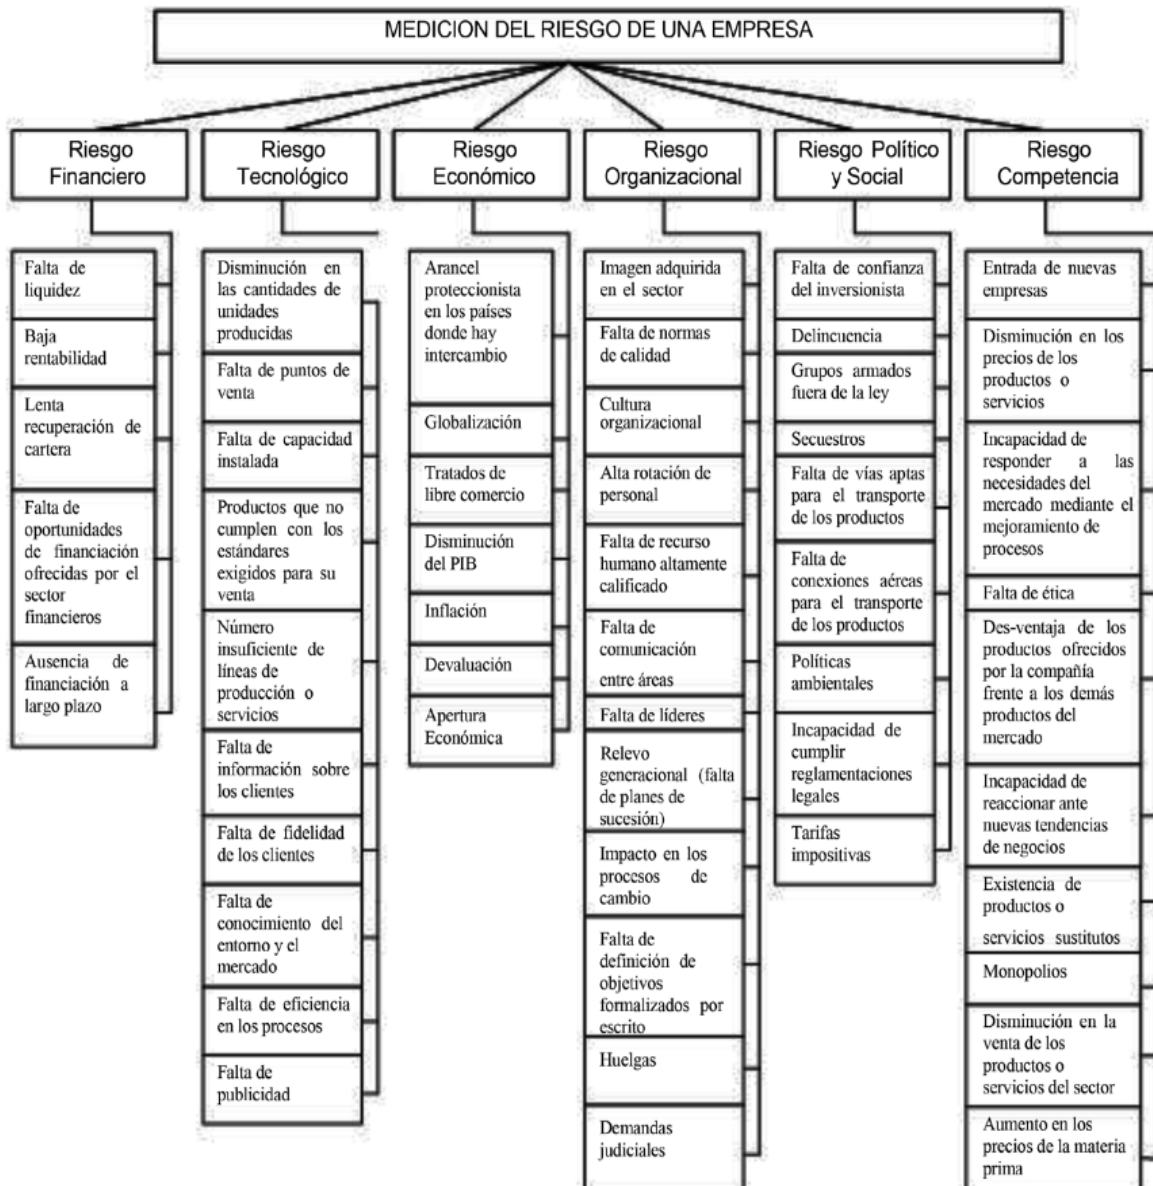 MEDICION DEL RIESGO DE UNA EMPRESA
Riesgo
Financiero
Falta de
liquidez
Baja
rentabilidad
Lenta
recuperación de
cartera
Falta de
oportunidades
de financiación
ofrecidas por el
sector
financieros
Ausencia de
financiación a
largo plazo
Riesgo
Tecnológico
Disminución en
las cantidades de
unidades
producidas
Falta de puntos de
venta
Falta de capacidad
instalada
Productos que no
cumplen con los
estándares
exigidos para su
venta
Número
insuficiente de
líneas de
producción o
servicios
Falta de
información sobre
los clientes
Falta de fidelidad
de los clientes
Falta de
conocimiento del
entorno y el
mercado
Falta de eficiencia
en los procesos
Falta de
publicidad
Riesgo
Económico
Arancel
proteccionista
en los países
donde hay
intercambio
Globalización
Tratados de
libre comercio
Disminución
del PIB
Inflación
Devaluación
Apertura
Económica
Riesgo
Organizacional
Imagen adquirida
en el sector
Falta de normas
de calidad
Cultura
organizacional
Alta rotación de
personal
Falta de recurso
humano altamente
calificado
Falta de
comunicación
entre áreas
Falta de líderes
Relevo
generacional (falta
de planes de
sucesión)
Impacto en los
procesos de
cambio
Falta de
definición de
objetivos
formalizados por
escrito
Huelgas
Demandas
judiciales
Riesgo Político
y Social
Falta de confianza
del inversionista
Delincuencia
Grupos armados
fuera de la ley
Secuestros
Falta de vías aptas
para el transporte
de los productos
Falta de
conexiones aéreas
para el transporte
de los productos
Políticas
ambientales
Incapacidad de
cumplir
reglamentaciones
legales
Tarifas
impositivas
Riesgo
Competencia
Entrada de nuevas
empresas
Disminución en los
precios de los
productos o
servicios
Incapacidad de
responder a las
necesidades del
mercado mediante el
mejoramiento de
procesos
Falta de ética
Des-ventaja de los
productos ofrecidos
por la compañía
frente a los demás
productos del
mercado
Incapacidad de
reaccionar ante
nuevas tendencias
de negocios
Existencia de
productos o
servicios sustitutos
Monopolios
Disminución en la
venta de los
productos o
servicios del sector
Aumento en los
precios de la materia
prima